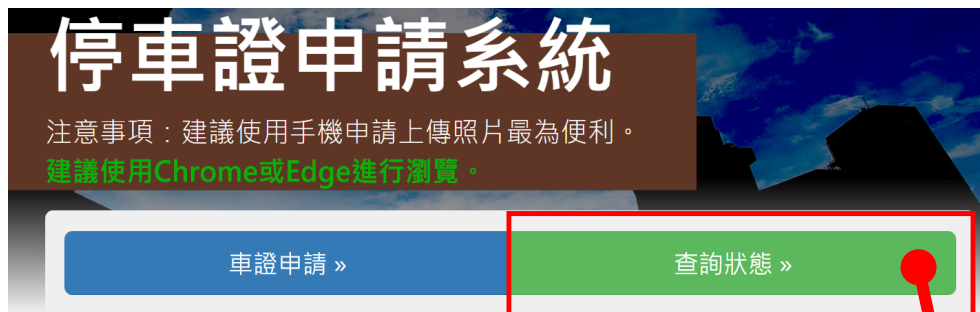 停車證申請系統
注意事項：建議使用手機申請上傳照片最為便利。
建議使用Chrome或Edge進行瀏覽。
車證申請 »
查詢狀態 »